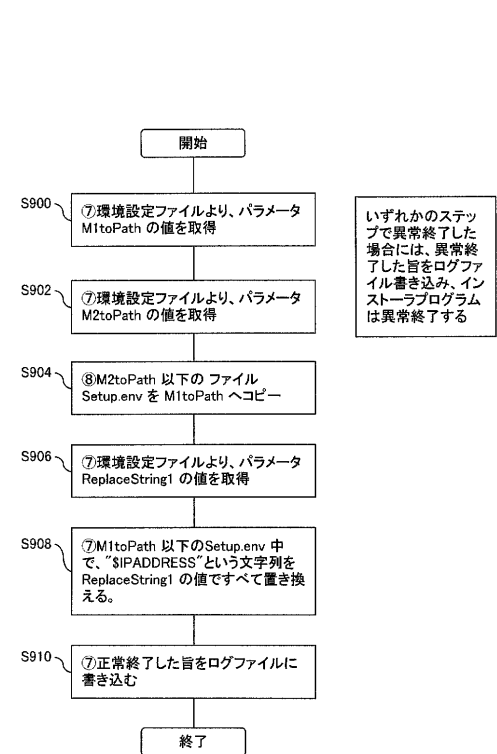 開始
S900
⑦環境設定ファイルより、パラメータ
M1toPath の値を取得
いずれかのステッ
プで異常終了した
場合には、異常終
了した旨をログファ
イル書き込み、イン
ストーラプログラム
は異常終了する
S902
⑦環境設定ファイルより、パラメータ
M2toPath の値を取得
S904
⑧M2toPath 以下の ファイル
Setup.env を M1toPath へコピー
S906
⑦環境設定ファイルより、パラメータ
ReplaceString1 の値を取得
S908
⑦M1toPath 以下のSetup.env 中
で、"$IPADDRESS"という文字列を
ReplaceString1 の値ですべて置き換
える。
S910
⑦正常終了した旨をログファイルに
書き込む
終了